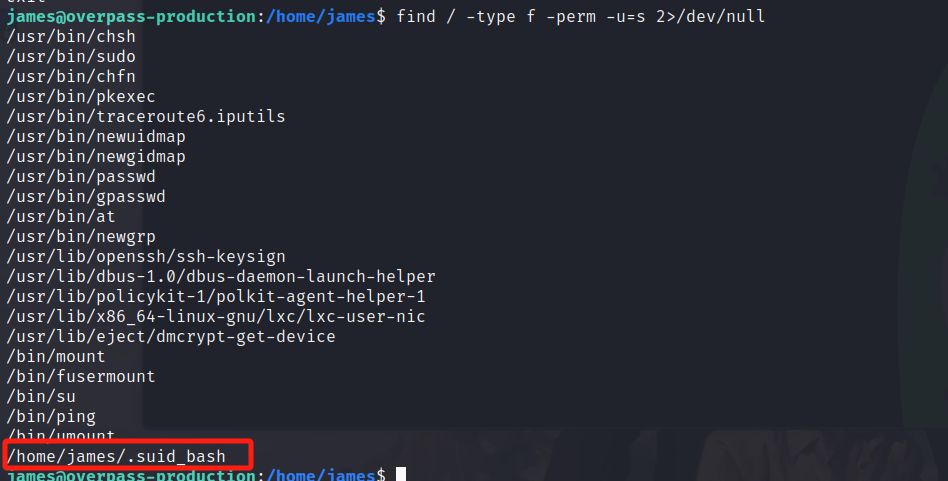 exit
james@overpass-production:/home/james$ find / -type f -perm -u=s 2>/dev/null
/usr/bin/chsh
/usr/bin/sudo
/usr/bin/chfn
/usr/bin/pkexec
/usr/bin/traceroute6.iputils
/usr/bin/newuidmap
/usr/bin/newgidmap
/usr/bin/passwd
/usr/bin/gpasswd
/usr/bin/at
/usr/bin/newgrp
/usr/lib/openssh/ssh-keysign
/usr/lib/dbus-1.0/dbus-daemon-launch-helper
/usr/lib/policykit-1/polkit-agent-helper-1
/usr/lib/x86_64-linux-gnu/lxc/lxc-user-nic
/usr/lib/eject/dmcrypt-get-device
/bin/mount
/bin/fusermount
/bin/su
/bin/ping
/bin/umount
/home/james/.suid_bash
james@overpass-production:/home/james$